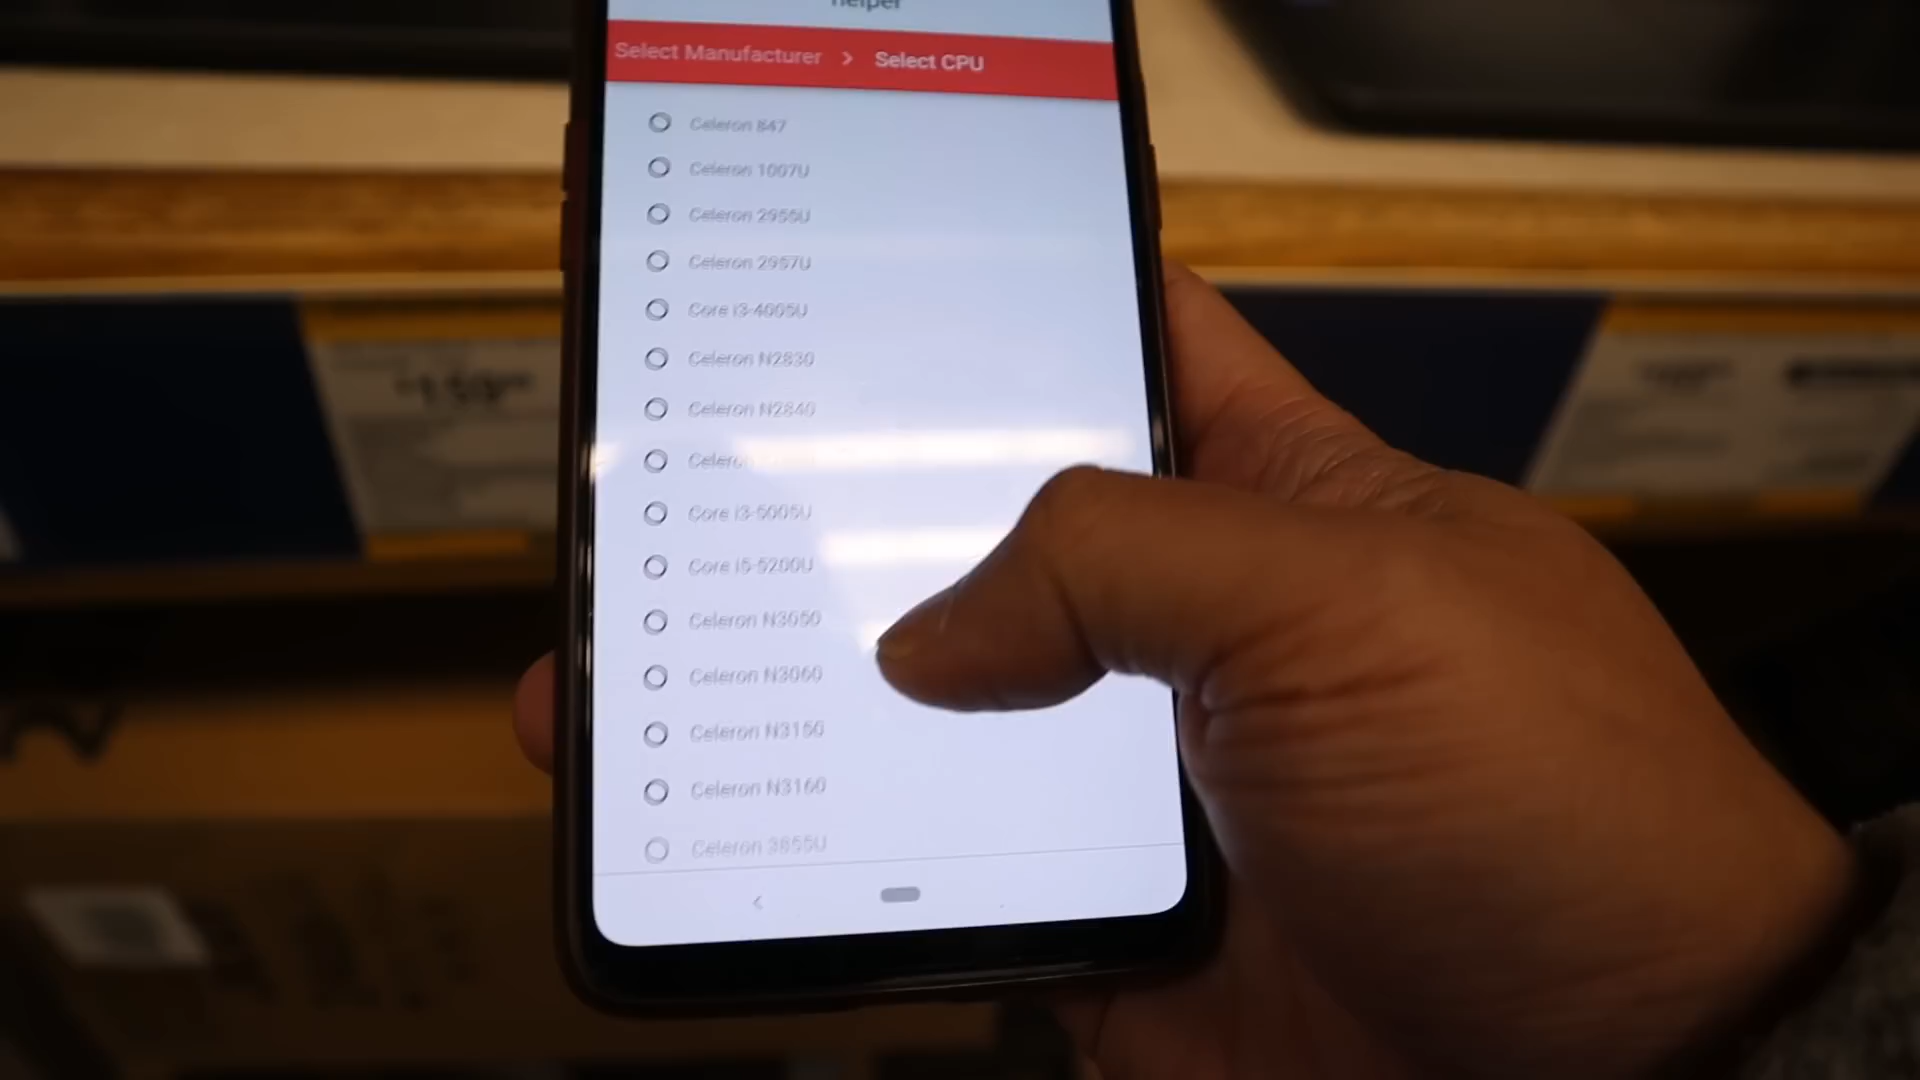 helper
Select Manufacturer > Select CPU
Celeron 847
Celeron 1007U
Celeron 2955U
Celeron 2957U
Core i3-4005U
Celeron N2830
Celeron N2840
Core i3-5005U
Core i5-5200U
Celeron N3050
Celeron N3060
Celeron N3150
Celeron N3160
Celeron 3855U